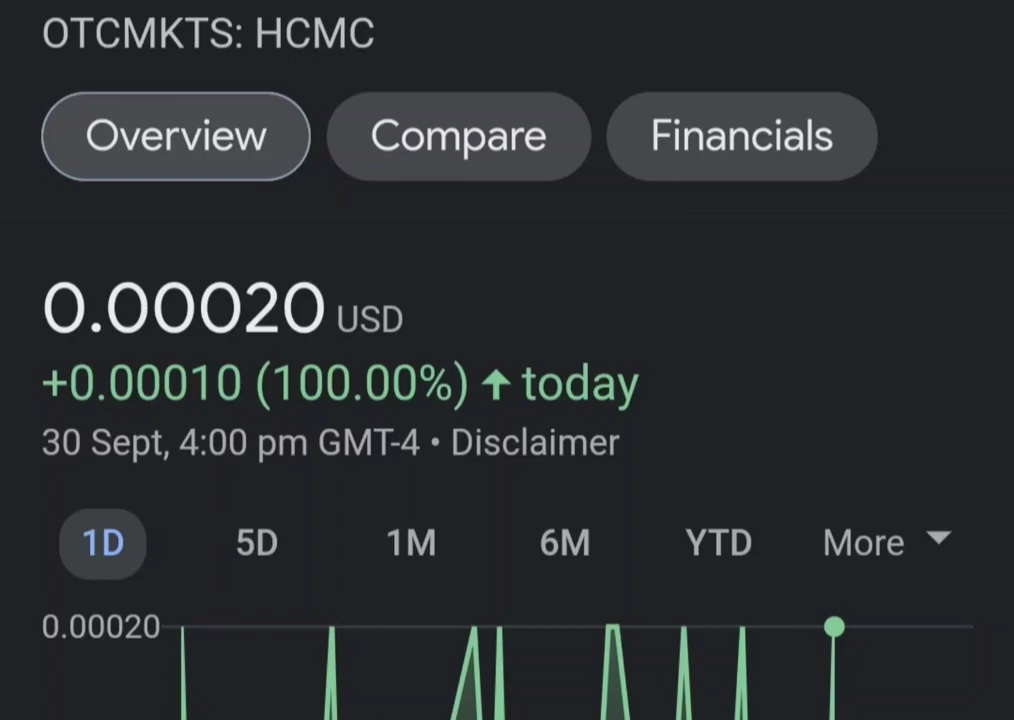 OTCMKTS: HCMC
Overview Compare Financials
0.00020 USD
+0.00010 (100.00%) ↑ today
30 Sept, 4:00 pm GMT-4 • Disclaimer
1D 5D 1M 6M YTD More
0.00020